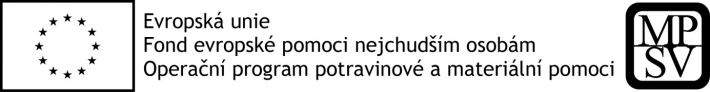 Evropská unie
Fond evropské pomoci nejchudším osobám
Operační program potravinové a materiální pomoci
MP
SV